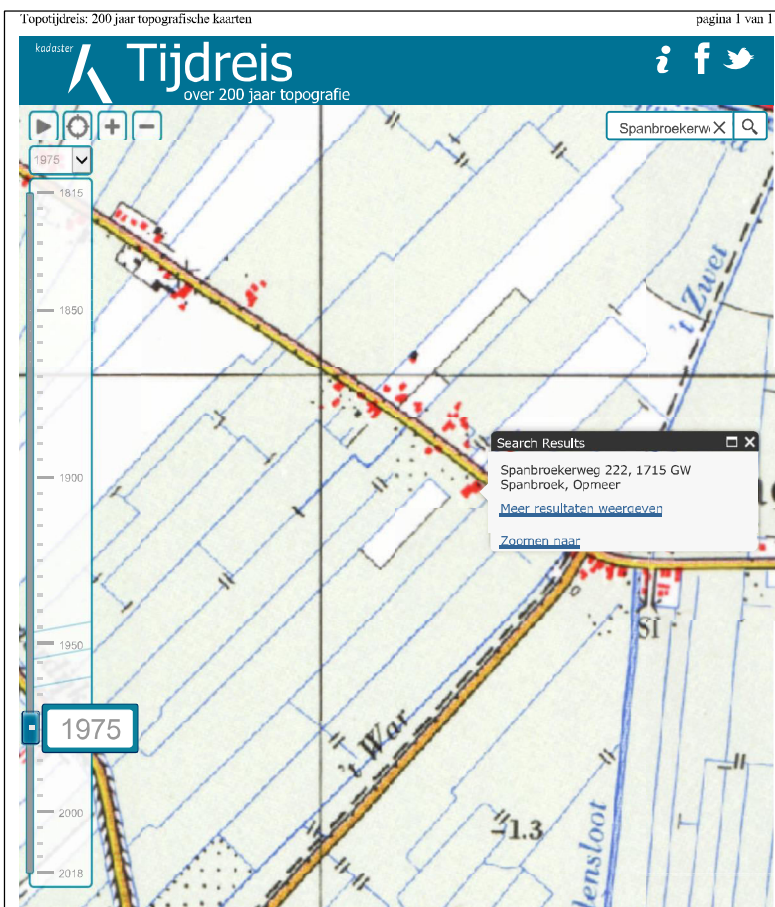 Topotijdreis: 200 jaar topografische kaarten
pagina 1 van 1
kadaster
Tijdreis
over 200 jaar topografie
Spanbroekerw
1975
1815
1850
't Zwet
Search Results
Spanbroekerweg 222, 1715 GW
Spanbroek, Opmeer
Meer resultaten weergeven
Zoomen naar
1900
SI
1950
1975
't War
2000
-1.3
lensloot
2018